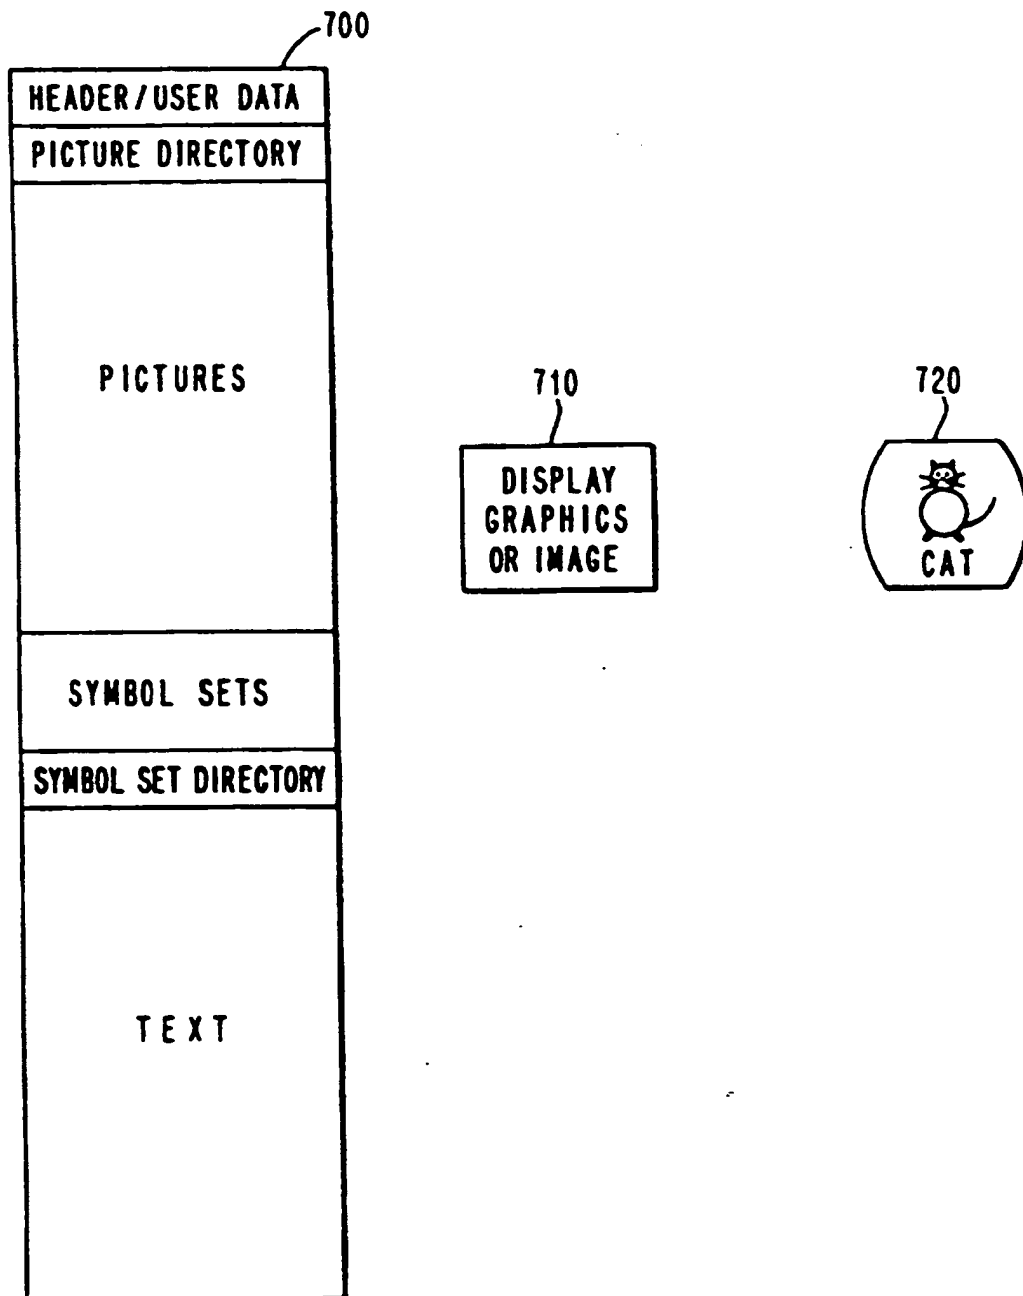 700
HEADER/USER DATA
PICTURE DIRECTORY
PICTURES
710
720
DISPLAY
GRAPHICS
OR IMAGE
CAT
SYMBOL SETS
SYMBOL SET DIRECTORY
TEXT